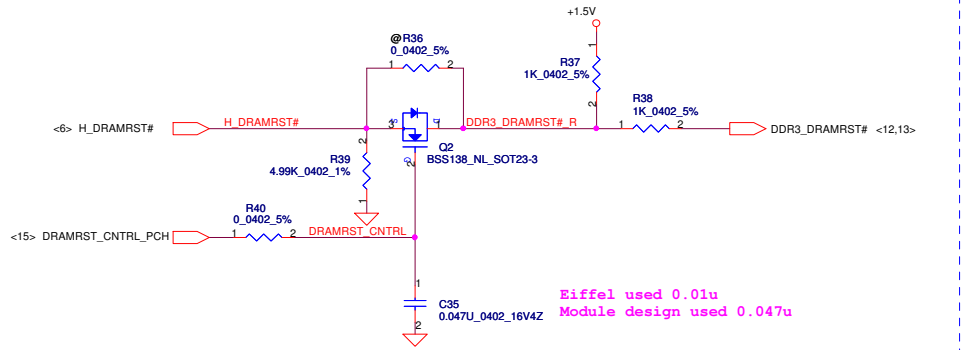 +1.5V
@R36
0_0402_5%
1 2
R37
1K_0402_5%
1
2
R38
1K_0402_5%
1 2
<6> H_DRAMRST#
H_DRAMRST#
3 S
D 1
G 2
DDR3_DRAMRST#_R
DDR3_DRAMRST# <12,13>
Q2
BSS138_NL_SOT23-3
R39
4.99K_0402_1%
2
1
R40
0_0402_5%
<15> DRAMRST_CNTRL_PCH
1 2
DRAMRST_CNTRL
1
C35
0.047U_0402_16V4Z
2
Eiffel used 0.01u
Module design used 0.047u